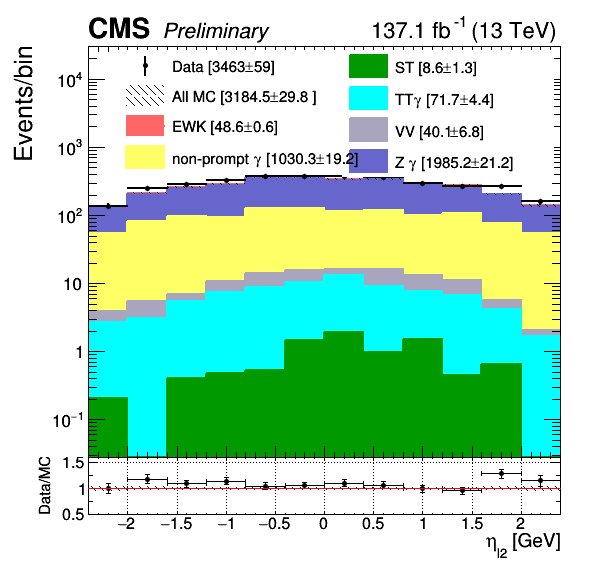 CMS Preliminary 137.1 fb⁻¹ (13 TeV)
Events/bin
Data [3463±59]
All MC [3184.5±29.8 ]
EWK [48.6±0.6]
non-prompt γ [1030.3±19.2]
ST [8.6±1.3]
TTγ [71.7±4.4]
VV [40.1±6.8]
Z γ [1985.2±21.2]
10⁴
10³
10²
10
1
10⁻¹
Data/MC
1.5
1
0.5
−2 −1.5 −1 −0.5 0 0.5 1 1.5 2
η_l2 [GeV]